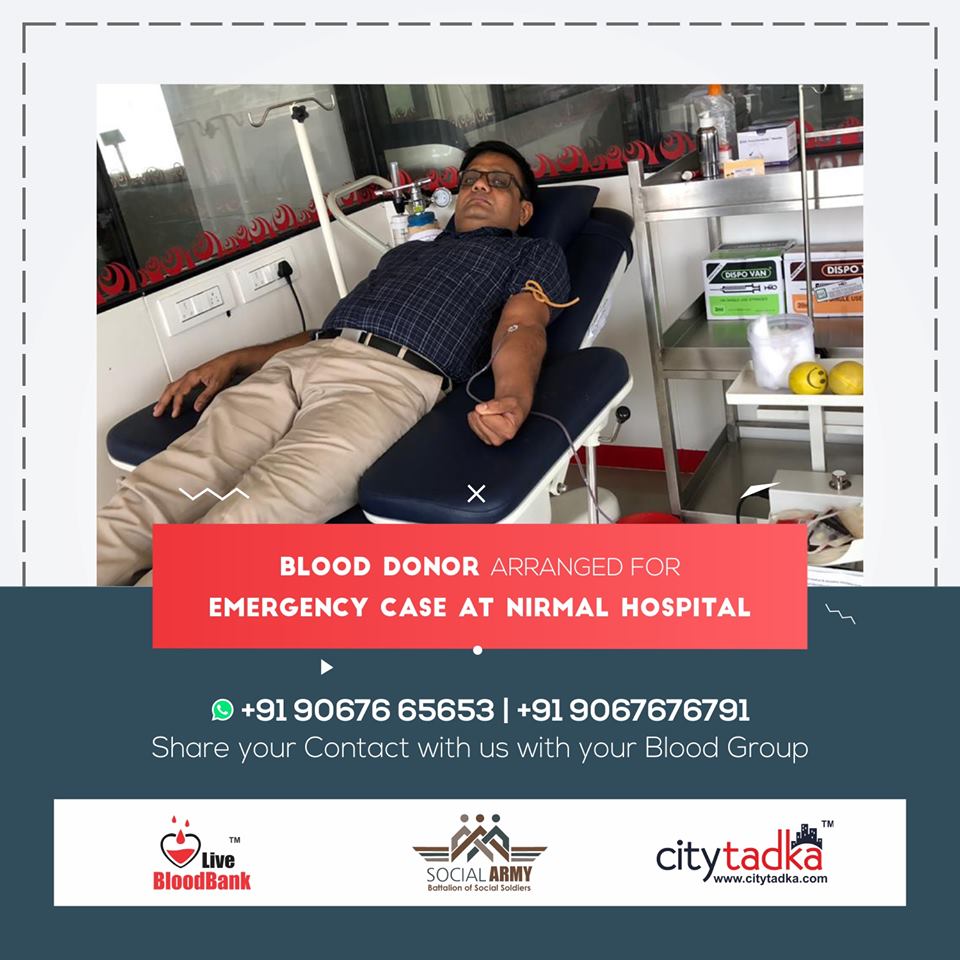 DISPO VAN
DISPO
BLOOD DONOR ARRANGED FOR
EMERGENCY CASE AT NIRMAL HOSPITAL
+91 90676 65653 | +91 9067676791
Share your Contact with us with your Blood Group
Live TM
BloodBank
SOCIAL ARMY
Battalion of Social Soldiers
citytadka TM
www.citytadka.com